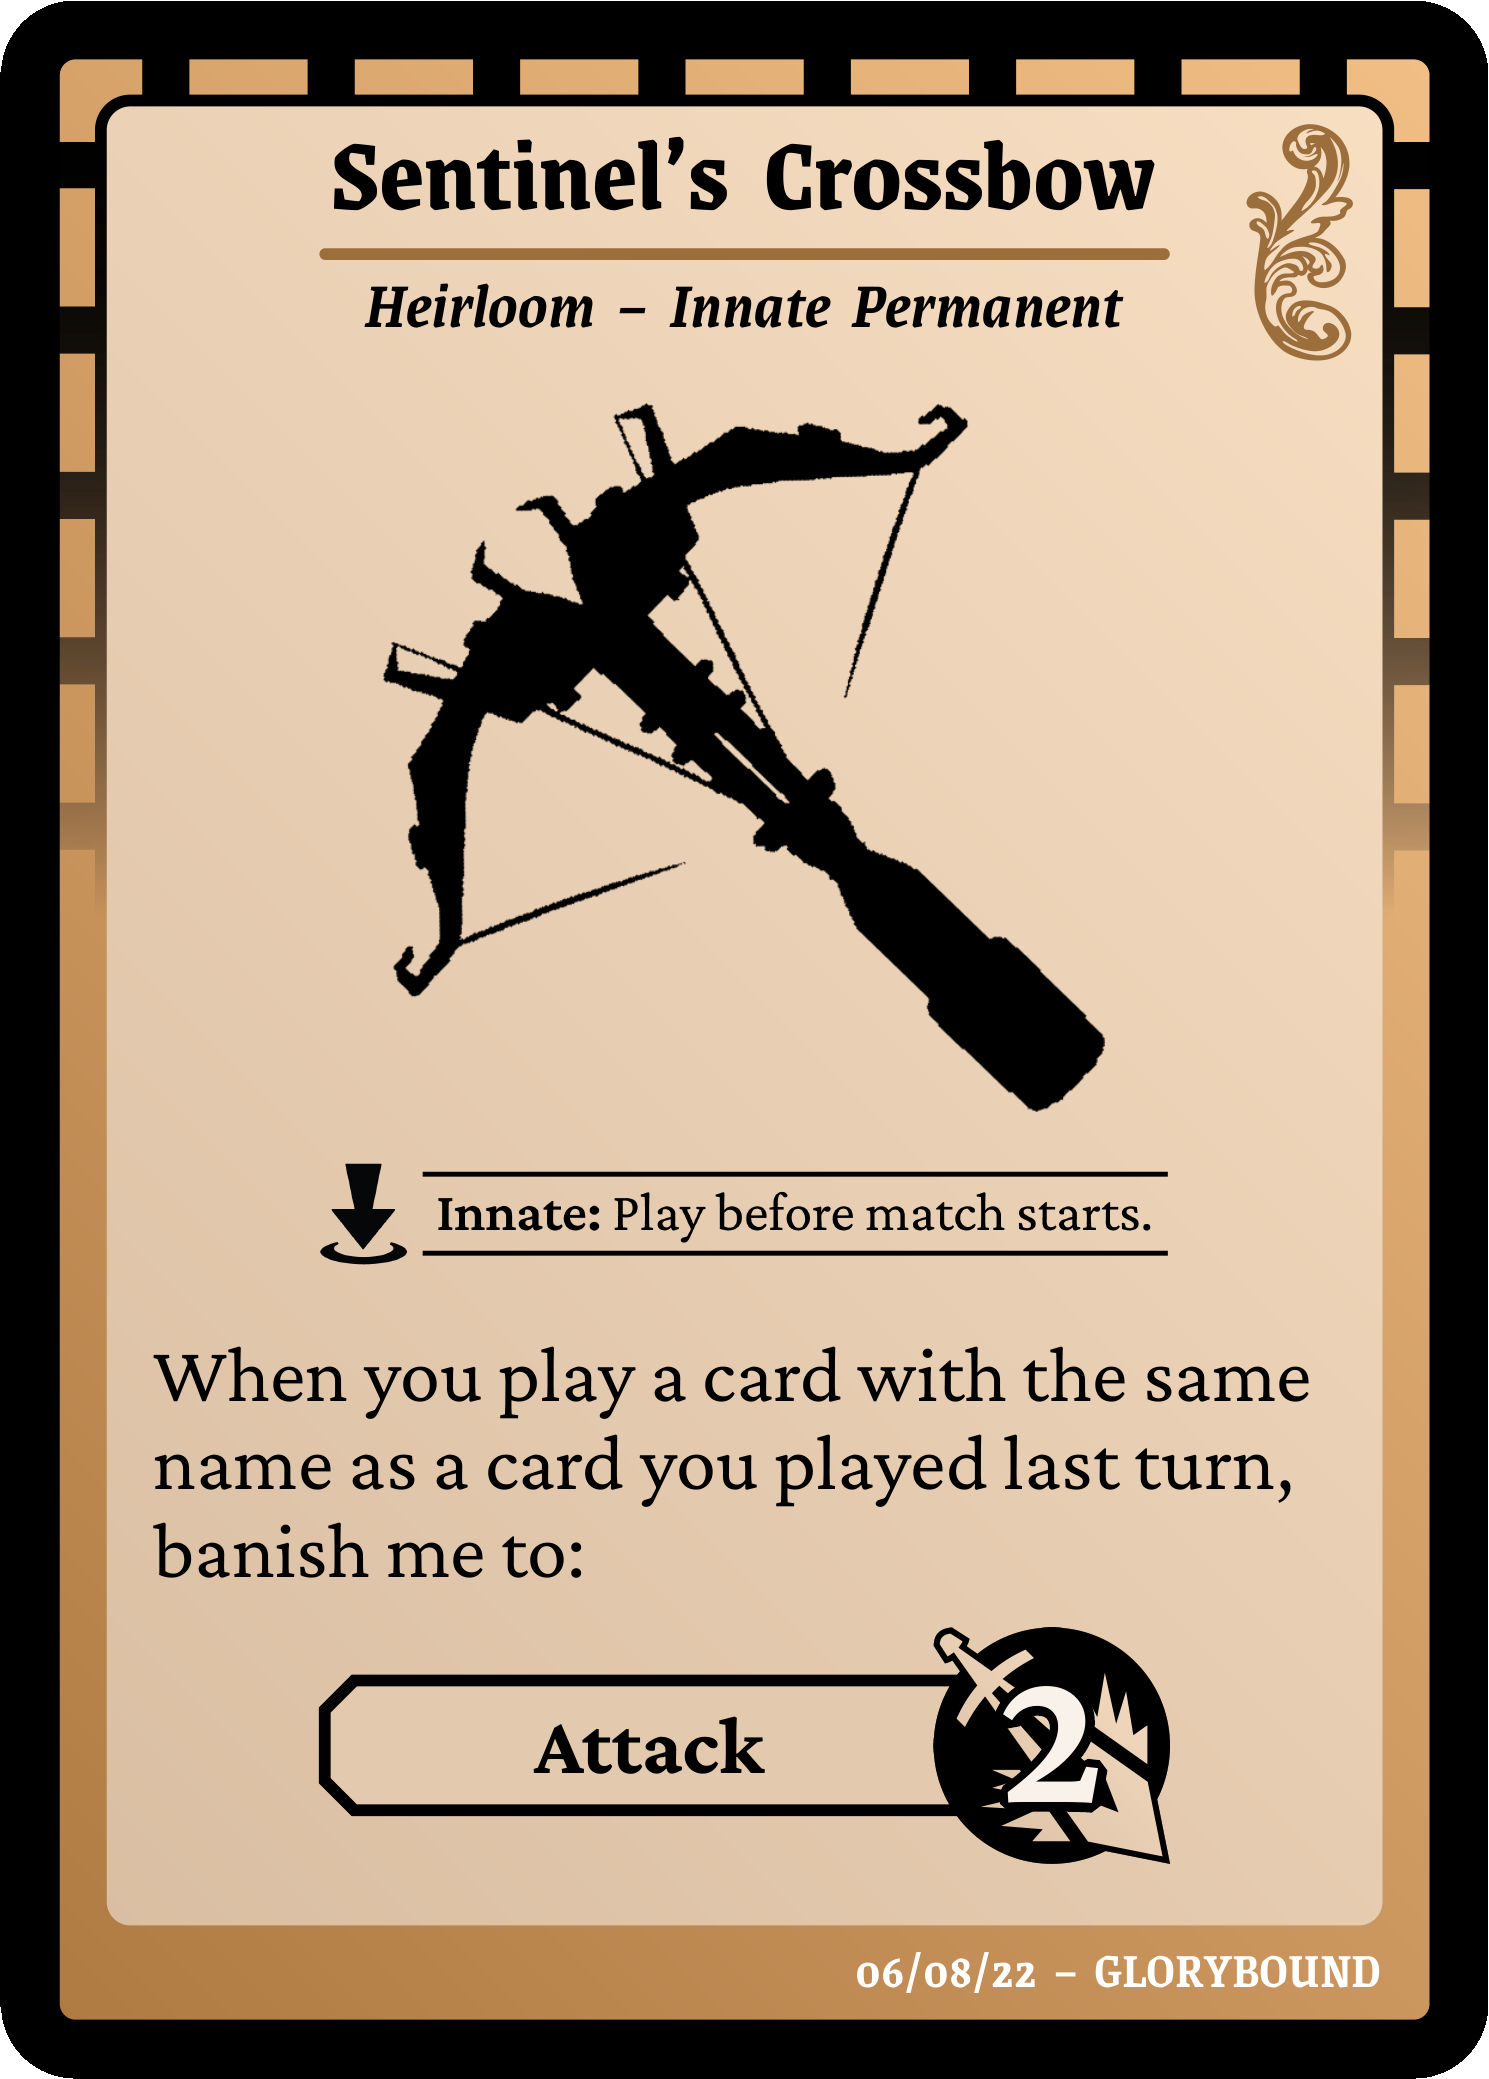 Sentinel’s Crossbow
Heirloom – Innate Permanent
Innate: Play before match starts.
When you play a card with the same
name as a card you played last turn,
banish me to:
Attack
2
06/08/22 – GLORYBOUND